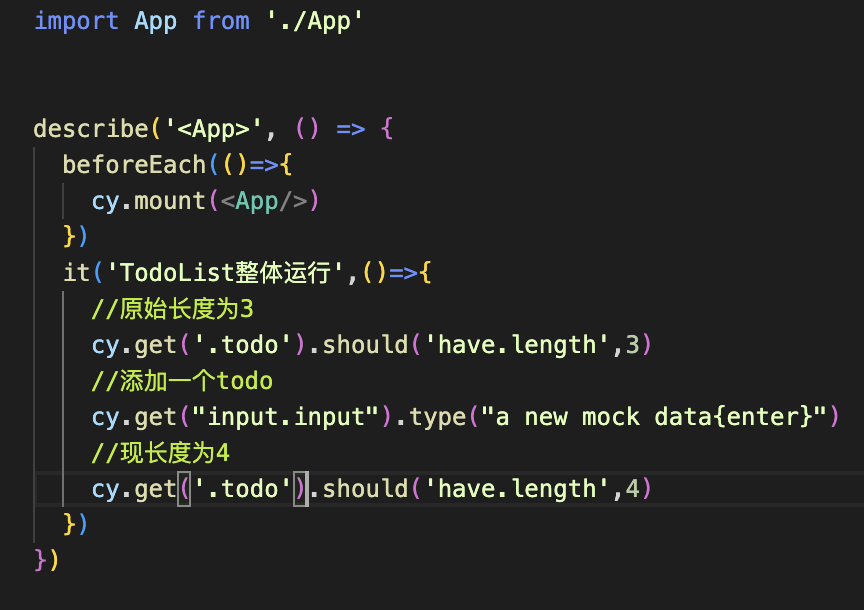 import App from './App'
describe('<App>', () => {
beforeEach(()=>{
cy.mount(<App/>)
})
it('TodoList整体运行',()=>{
//原始长度为3
cy.get('.todo').should('have.length',3)
//添加一个todo
cy.get("input.input").type("a new mock data{enter}")
//现长度为4
cy.get('.todo').should('have.length',4)
})
})